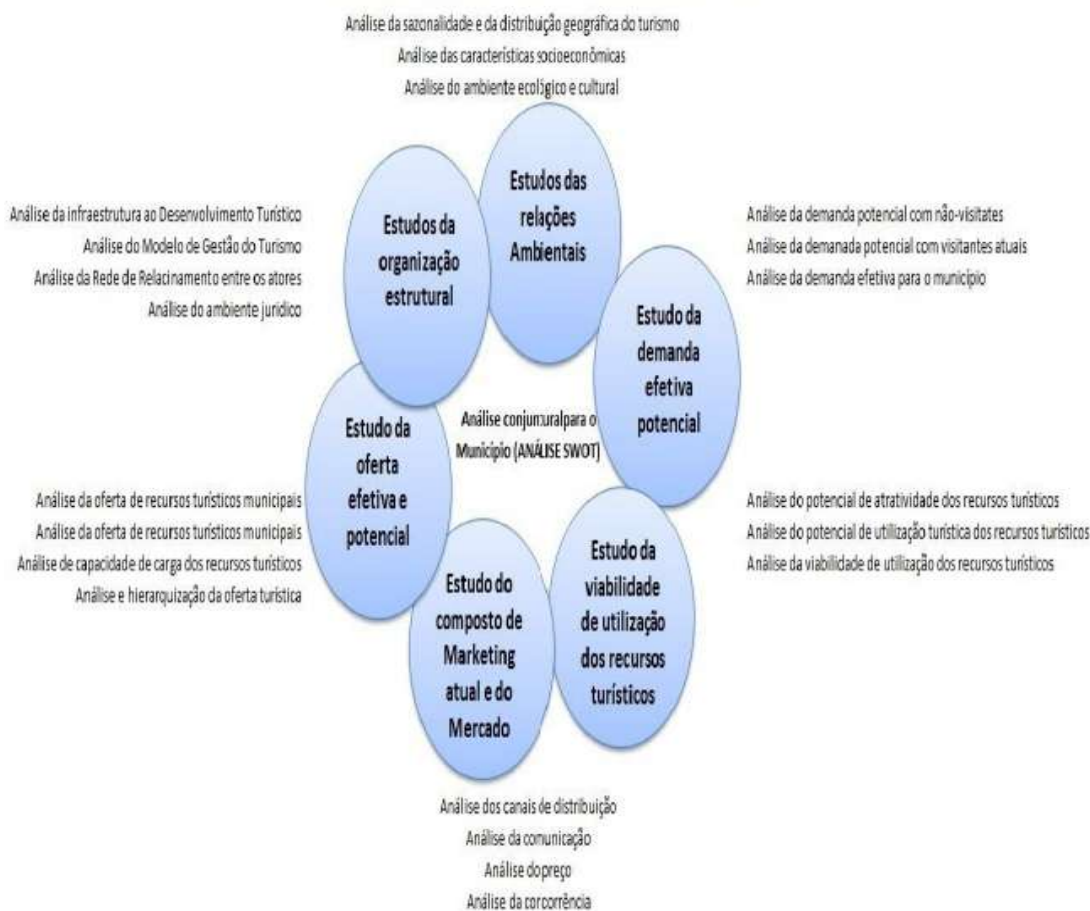 Análise da sazonalidade e da distribuição geográfica do turismo
Análise das características socioeconômicas
Análise do ambiente ecológico e cultural
Estudos das
relações
Ambientais
Estudos da
organização
estrutural
Análise da infraestrutura ao Desenvolvimento Turístico
Análise do Modelo de Gestão do Turismo
Análise da Rede de Relacinamento entre os atores
Análise do ambiente juridico
Análise da demanda potencial com não-visitates
Análise da demanada potencial com visitantes atuais
Análise da demanda efetiva para o município
Estudo da
demanda
efetiva
potencial
Análise conjunturalpara o
Município (ANÁLISE SWOT)
Estudo da
oferta
efetiva e
potencial
Análise da oferta de recursos turísticos municipais
Análise da oferta de recursos turísticos municipais
Análise de capacidade de carga dos recursos turísticos
Análise e hierarquização da oferta turística
Análise do potencial de atratividade dos recursos turísticos
Análise do potencial de utilização turística dos recursos turísticos
Análise da viabilidade de utilização dos recursos turísticos
Estudo da
viabilidade
de utilização
dos recursos
turísticos
Estudo do
composto de
Marketing
atual e do
Mercado
Análise dos canais de distribuição
Análise da comunicação
Análise do preço
Análise da concorrência